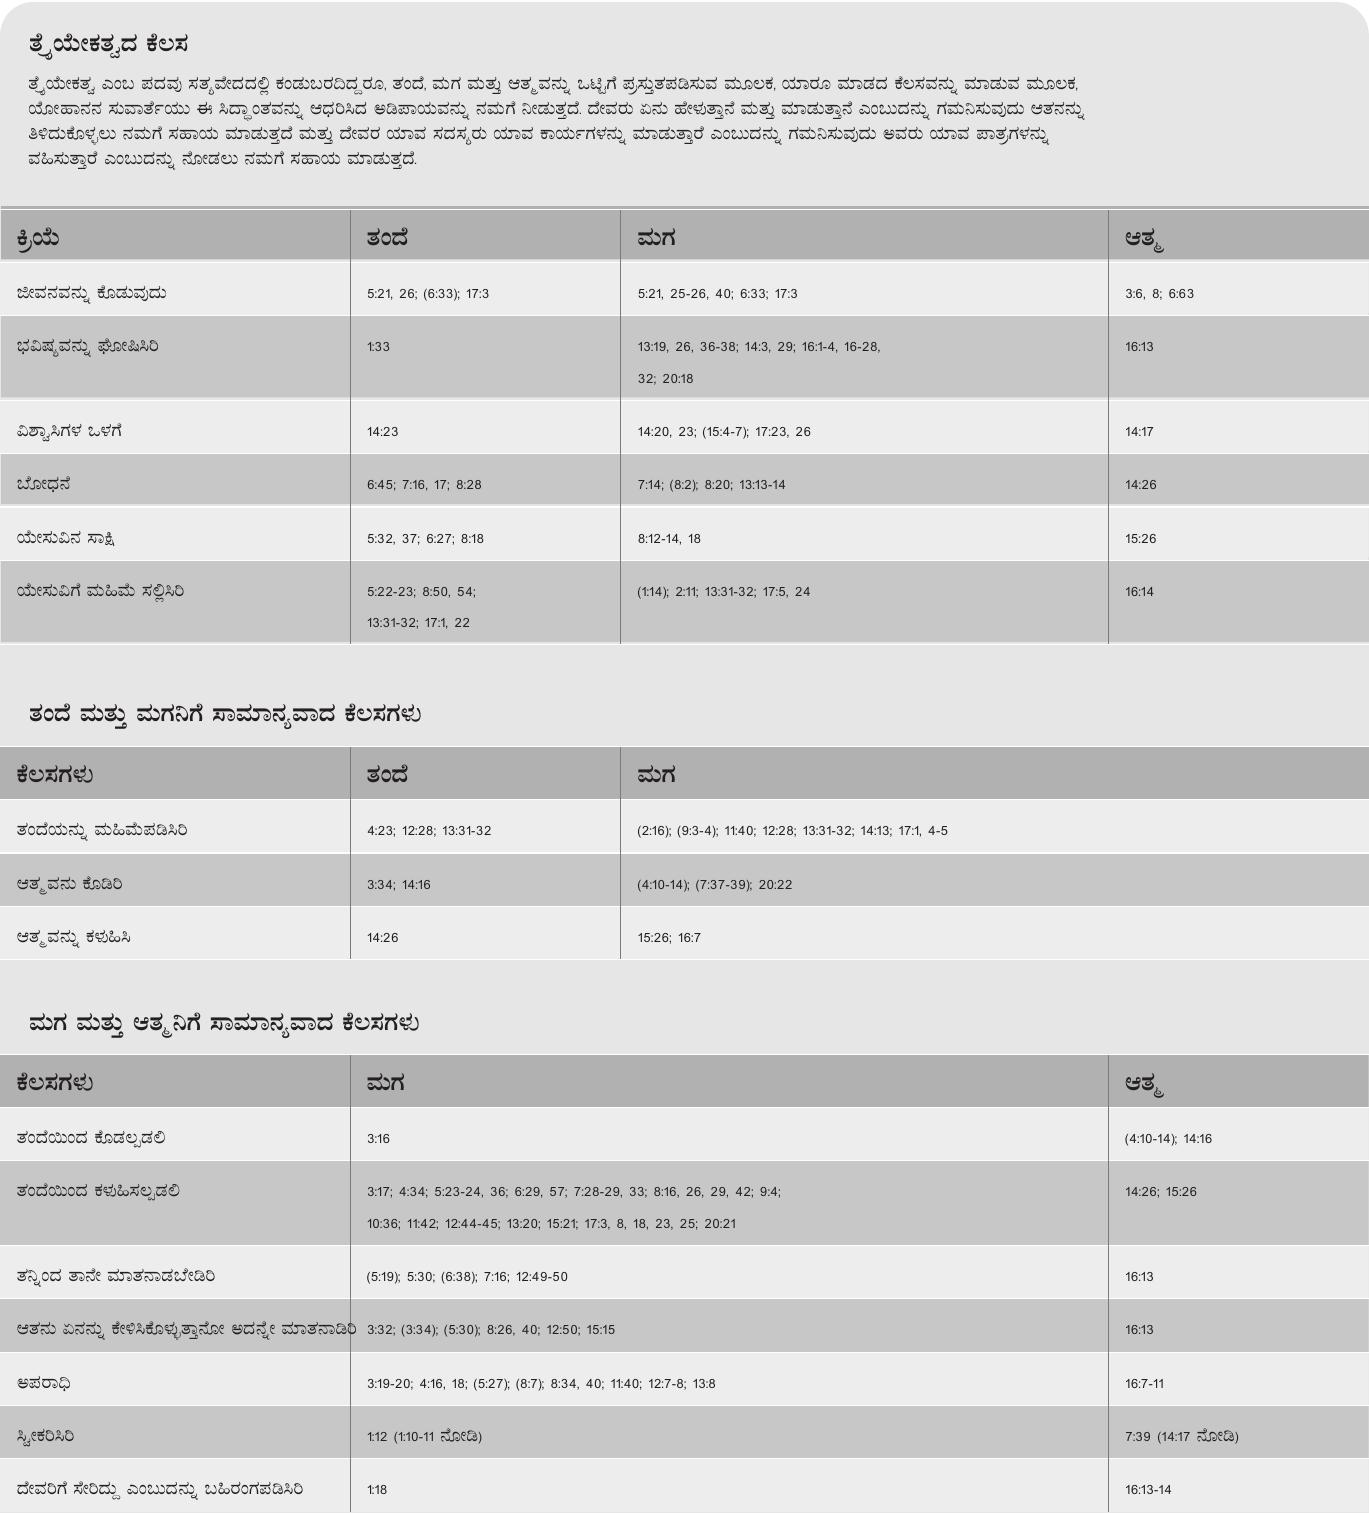 ತ್ರೈಯೇಕತ್ವದ ಕೆಲಸ
ತ್ರೈಯೇಕತ್ವ ಎಂಬ ಪದವು ಸತ್ಯವೇದದಲ್ಲಿ ಕಂಡುಬರದಿದ್ದರೂ, ತಂದೆ, ಮಗ ಮತ್ತು ಆತ್ಮವನ್ನು ಒಟ್ಟಿಗೆ ಪ್ರಸ್ತುತಪಡಿಸುವ ಮೂಲಕ, ಯಾರೂ ಮಾಡದ ಕೆಲಸವನ್ನು ಮಾಡುವ ಮೂಲಕ,
ಯೋಹಾನನ ಸುವಾರ್ತೆಯು ಈ ಸಿದ್ಧಾಂತವನ್ನು ಆಧರಿಸಿದ ಅಡಿಪಾಯವನ್ನು ನಮಗೆ ನೀಡುತ್ತದೆ. ದೇವರು ಏನು ಹೇಳುತ್ತಾನೆ ಮತ್ತು ಮಾಡುತ್ತಾನೆ ಎಂಬುದನ್ನು ಗಮನಿಸುವುದು ಆತನನ್ನು
ತಿಳಿದುಕೊಳ್ಳಲು ನಮಗೆ ಸಹಾಯ ಮಾಡುತ್ತದೆ ಮತ್ತು ದೇವರ ಯಾವ ಸದಸ್ಯರು ಯಾವ ಕಾರ್ಯಗಳನ್ನು ಮಾಡುತ್ತಾರೆ ಎಂಬುದನ್ನು ಗಮನಿಸುವುದು ಅವರು ಯಾವ ಪಾತ್ರಗಳನ್ನು
ವಹಿಸುತ್ತಾರೆ ಎಂಬುದನ್ನು ನೋಡಲು ನಮಗೆ ಸಹಾಯ ಮಾಡುತ್ತದೆ.
ಕ್ರಿಯೆ ತಂದೆ ಮಗ ಆತ್ಮ
ಜೀವನವನ್ನು ಕೊಡುವುದು 5:21, 26; (6:33); 17:3 5:21, 25-26, 40; 6:33; 17:3 3:6, 8; 6:63
ಭವಿಷ್ಯವನ್ನು ಘೋಷಿಸಿರಿ 1:33 13:19, 26, 36-38; 14:3, 29; 16:1-4, 16-28, 16:13
32; 20:18
ವಿಶ್ವಾಸಿಗಳ ಒಳಗೆ 14:23 14:20, 23; (15:4-7); 17:23, 26 14:17
ಬೋಧನೆ 6:45; 7:16, 17; 8:28 7:14; (8:2); 8:20; 13:13-14 14:26
ಯೇಸುವಿನ ಸಾಕ್ಷಿ 5:32, 37; 6:27; 8:18 8:12-14, 18 15:26
ಯೇಸುವಿಗೆ ಮಹಿಮೆ ಸಲ್ಲಿಸಿರಿ 5:22-23; 8:50, 54; (1:14); 2:11; 13:31-32; 17:5, 24 16:14
13:31-32; 17:1, 22
ತಂದೆ ಮತ್ತು ಮಗನಿಗೆ ಸಾಮಾನ್ಯವಾದ ಕೆಲಸಗಳು
ಕೆಲಸಗಳು ತಂದೆ ಮಗ
ತಂದೆಯನ್ನು ಮಹಿಮೆಪಡಿಸಿರಿ 4:23; 12:28; 13:31-32 (2:16); (9:3-4); 11:40; 12:28; 13:31-32; 14:13; 17:1, 4-5
ಆತ್ಮವನು ಕೊಡಿರಿ 3:34; 14:16 (4:10-14); (7:37-39); 20:22
ಆತ್ಮವನ್ನು ಕಳುಹಿಸಿ 14:26 15:26; 16:7
ಮಗ ಮತ್ತು ಆತ್ಮನಿಗೆ ಸಾಮಾನ್ಯವಾದ ಕೆಲಸಗಳು
ಕೆಲಸಗಳು ಮಗ ಆತ್ಮ
ತಂದೆಯಿಂದ ಕೊಡಲ್ಪಡಲಿ 3:16 (4:10-14); 14:16
ತಂದೆಯಿಂದ ಕಳುಹಿಸಲ್ಪಡಲಿ 3:17; 4:34; 5:23-24, 36; 6:29, 57; 7:28-29, 33; 8:16, 26, 29, 42; 9:4; 14:26; 15:26
10:36; 11:42; 12:44-45; 13:20; 15:21; 17:3, 8, 18, 23, 25; 20:21
ತನ್ನಿಂದ ತಾನೇ ಮಾತನಾಡಬೇಡಿರಿ (5:19); 5:30; (6:38); 7:16; 12:49-50 16:13
ಆತನು ಏನನ್ನು ಕೇಳಿಸಿಕೊಳ್ಳುತ್ತಾನೋ ಅದನ್ನೇ ಮಾತನಾಡಿರಿ 3:32; (3:34); (5:30); 8:26, 40; 12:50; 15:15 16:13
ಅಪರಾಧಿ 3:19-20; 4:16, 18; (5:27); (8:7); 8:34, 40; 11:40; 12:7-8; 13:8 16:7-11
ಸ್ವೀಕರಿಸಿರಿ 1:12 (1:10-11 ನೋಡಿ) 7:39 (14:17 ನೋಡಿ)
ದೇವರಿಗೆ ಸೇರಿದ್ದು ಎಂಬುದನ್ನು ಬಹಿರಂಗಪಡಿಸಿರಿ 1:18 16:13-14